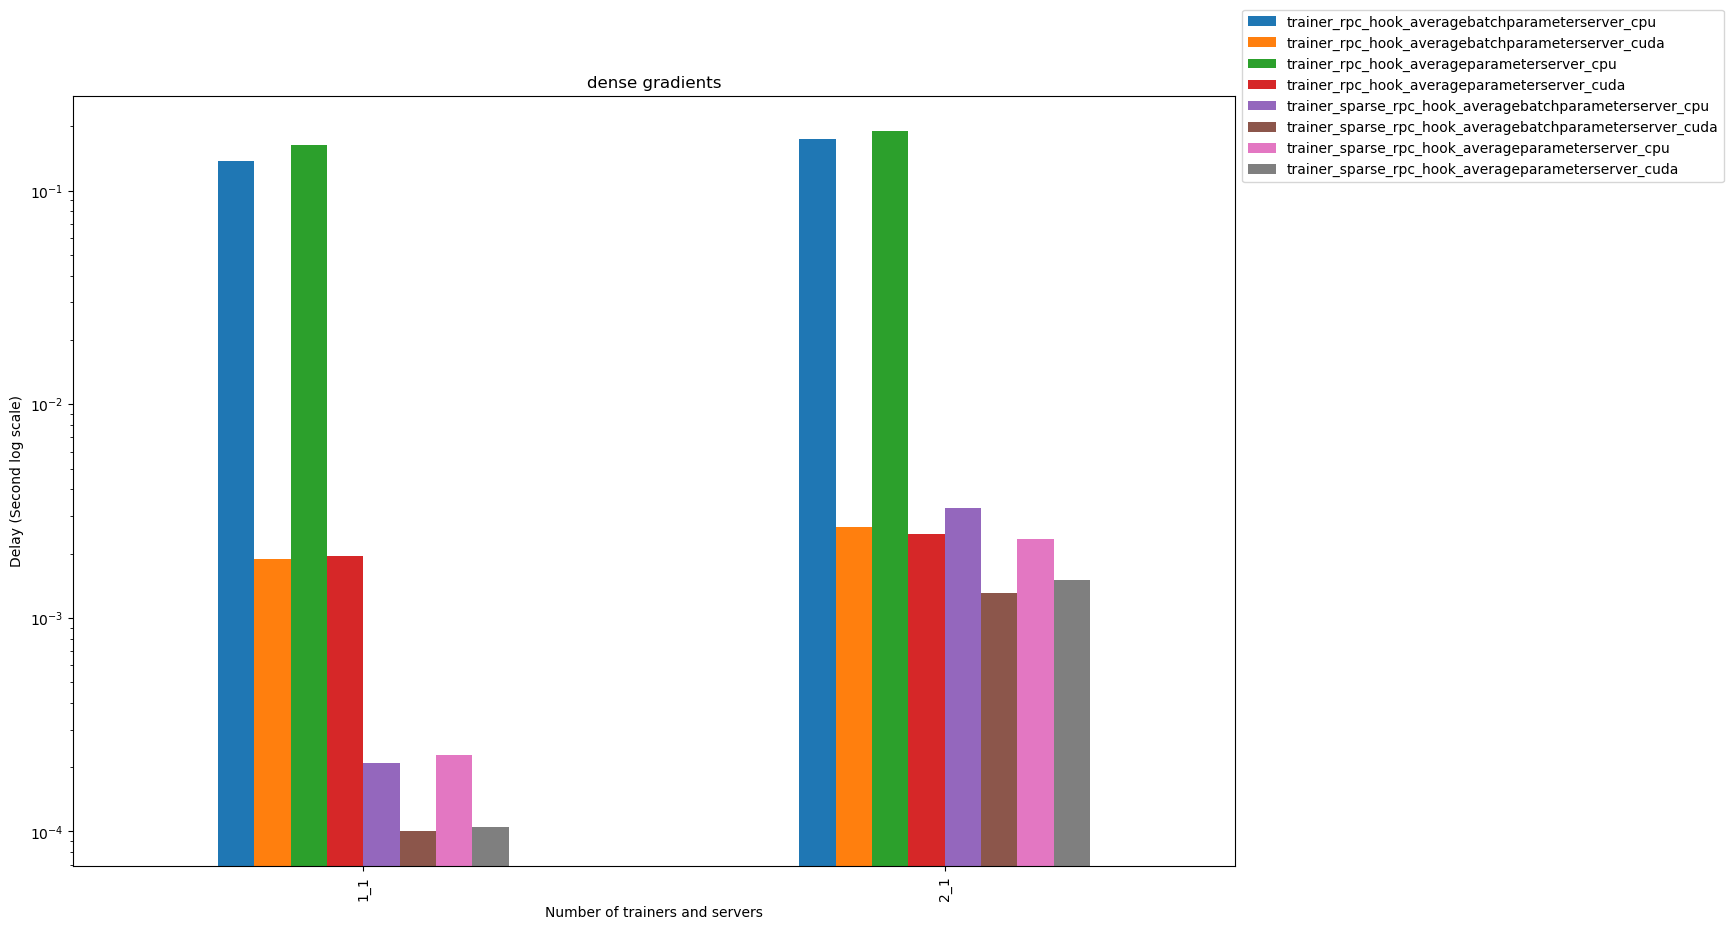 trainer_rpc_hook_averagebatchparameterserver_cpu
trainer_rpc_hook_averagebatchparameterserver_cuda
trainer_rpc_hook_averageparameterserver_cpu
trainer_rpc_hook_averageparameterserver_cuda
trainer_sparse_rpc_hook_averagebatchparameterserver_cpu
trainer_sparse_rpc_hook_averagebatchparameterserver_cuda
trainer_sparse_rpc_hook_averageparameterserver_cpu
trainer_sparse_rpc_hook_averageparameterserver_cuda
dense gradients
Delay (Second log scale)
10⁻¹
10⁻²
10⁻³
10⁻⁴
1_1
2_1
Number of trainers and servers